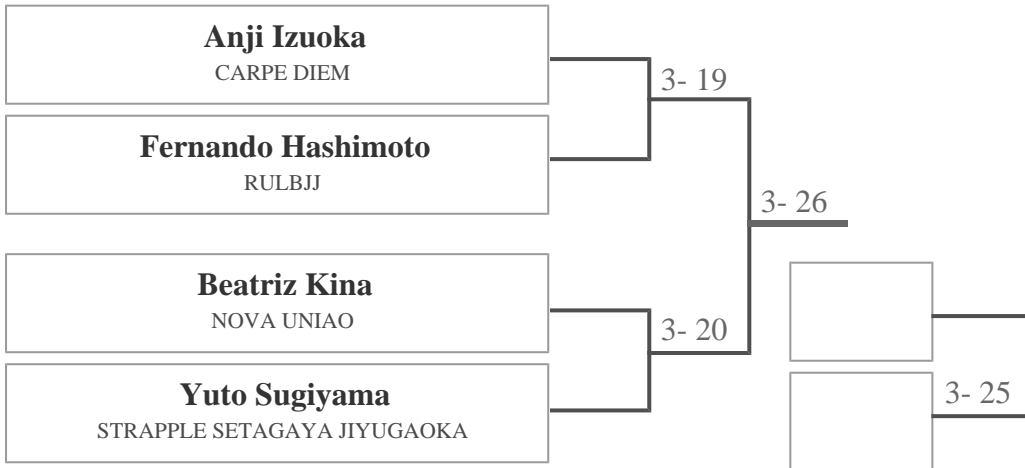 Anji Izuoka
CARPE DIEM
3- 19
Fernando Hashimoto
RULBJJ
3- 26
Beatriz Kina
NOVA UNIAO
3- 20
Yuto Sugiyama
STRAPPLE SETAGAYA JIYUGAOKA
3- 25